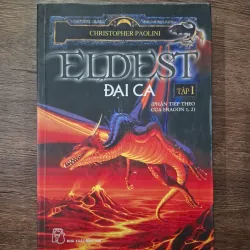 CHRISTOPHER PAOLINI
ELDEST
ĐẠI CA
TẬP 1
(PHẦN TIẾP THEO
CỦA ERAGON 1, 2)